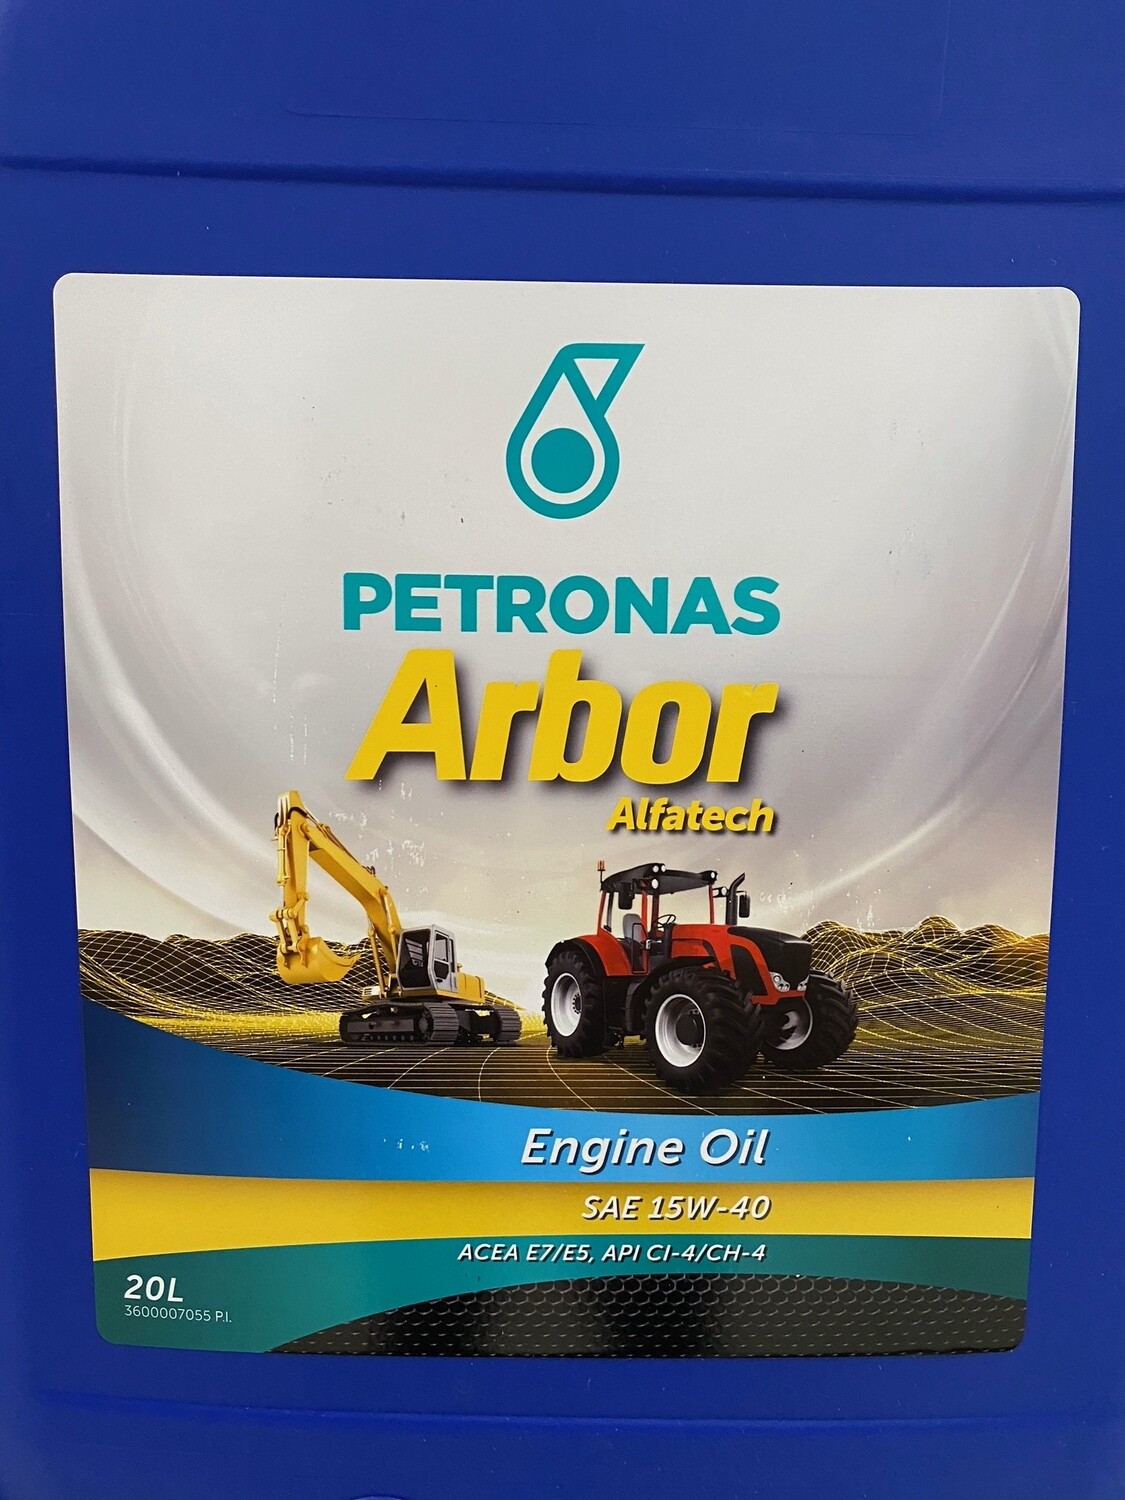 PETRONAS
Arbor
Alfatech
Engine Oil
SAE 15W-40
ACEA E7/E5, API CI-4/CH-4
20L
3600007055 P.I.